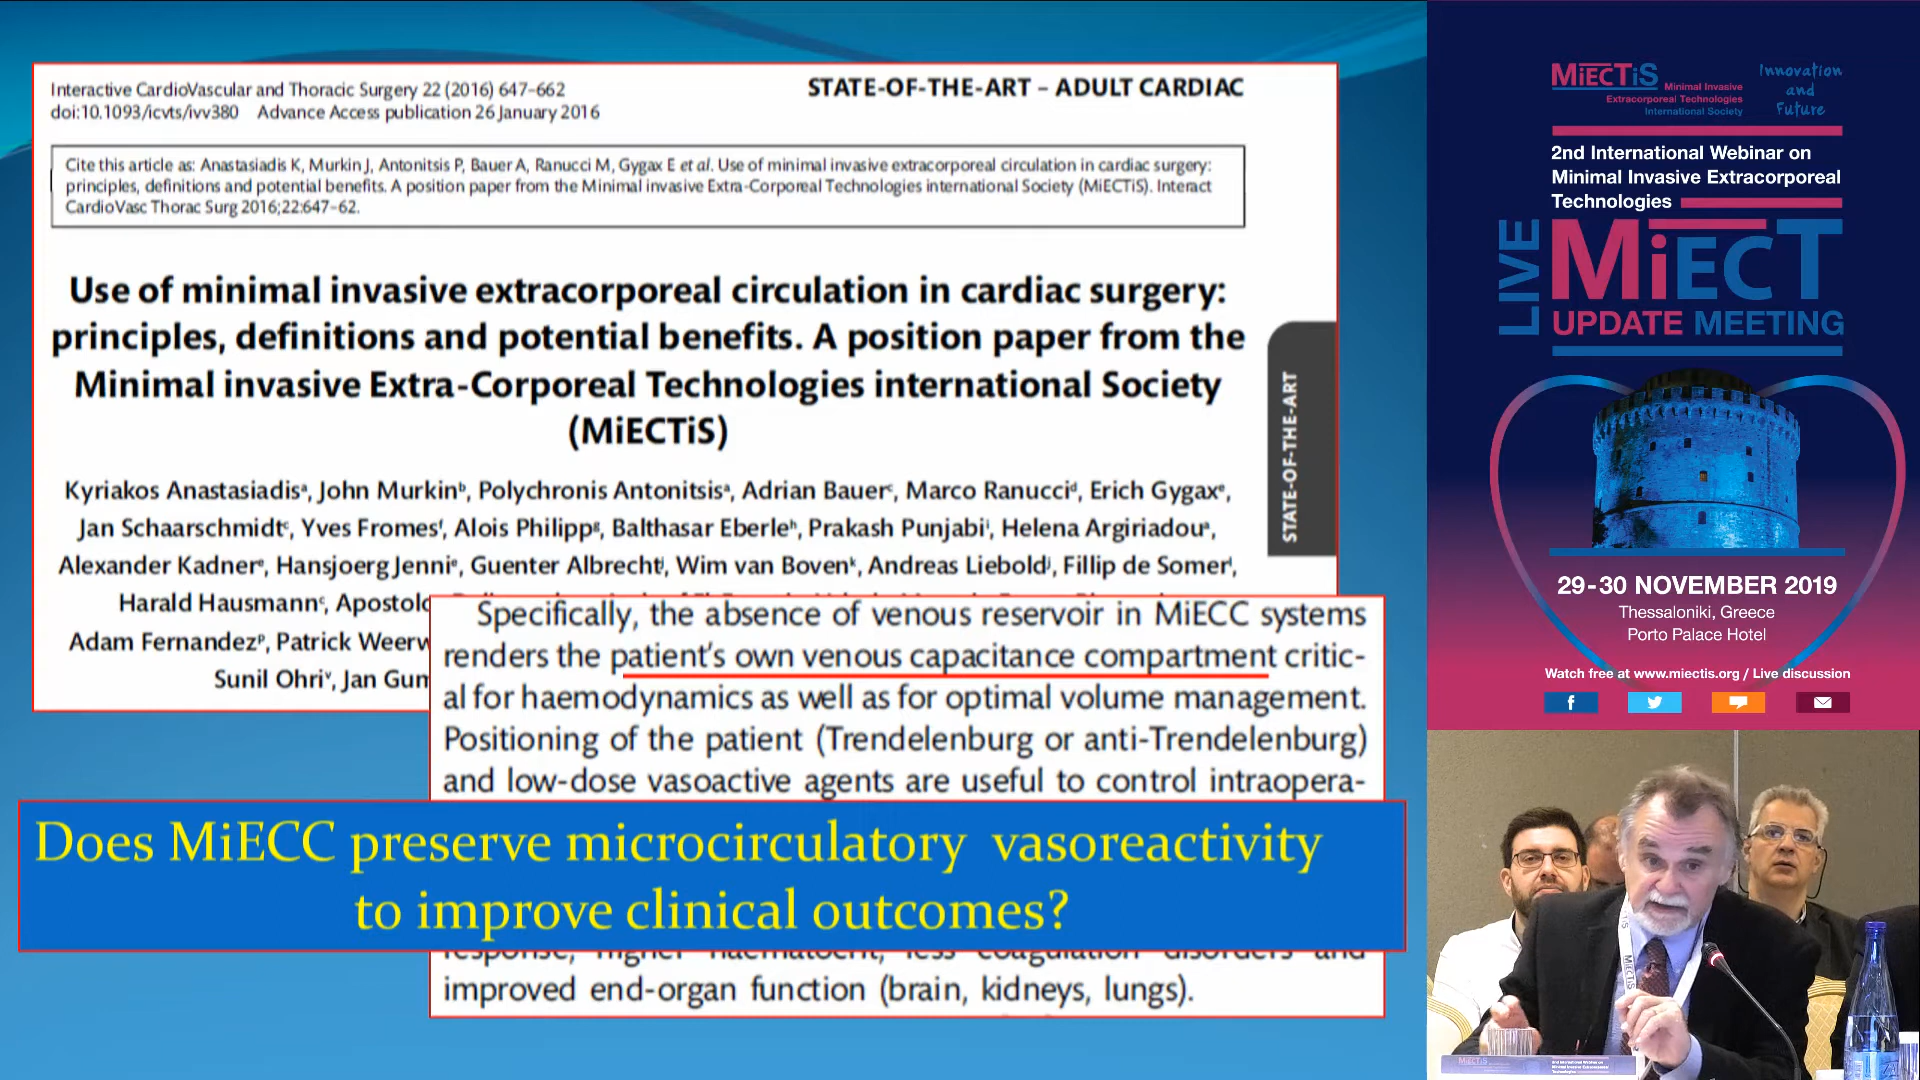 Interactive CardioVascular and Thoracic Surgery 22 (2016) 647–662
doi:10.1093/icvts/ivv380 Advance Access publication 26 January 2016
STATE-OF-THE-ART – ADULT CARDIAC
Cite this article as: Anastasiadis K, Murkin J, Antonitsis P, Bauer A, Ranucci M, Gygax E et al. Use of minimal invasive extracorporeal circulation in cardiac surgery:
principles, definitions and potential benefits. A position paper from the Minimal invasive Extra-Corporeal Technologies international Society (MiECTiS). Interact
CardioVasc Thorac Surg 2016;22:647–62.
Use of minimal invasive extracorporeal circulation in cardiac surgery:
principles, definitions and potential benefits. A position paper from the
Minimal invasive Extra-Corporeal Technologies international Society
(MiECTiS)
STATE-OF-THE-ART
Kyriakos Anastasiadisᵃ, John Murkinᵇ, Polychronis Antonitsisᵃ, Adrian Bauerᶜ, Marco Ranucciᵈ, Erich Gygaxᵉ,
Jan Schaarschmidtᶜ, Yves Fromesᶠ, Alois Philippᵍ, Balthasar Eberleʰ, Prakash Punjabiⁱ, Helena Argiriadouᵃ,
Alexander Kadnerᵉ, Hansjoerg Jenniᵉ, Guenter Albrechtʲ, Wim van Bovenᵏ, Andreas Lieboldʲ, Fillip de Somerˡ,
Harald Hausmannᶜ, Apostolo
Adam Fernandezᵖ, Patrick Weerw
Sunil Ohriᵛ, Jan Gum
Specifically, the absence of venous reservoir in MiECC systems
renders the patient's own venous capacitance compartment critic-
al for haemodynamics as well as for optimal volume management.
Positioning of the patient (Trendelenburg or anti-Trendelenburg)
and low-dose vasoactive agents are useful to control intraopera-
Does MiECC preserve microcirculatory vasoreactivity
to improve clinical outcomes?
response, higher haematocrit, less coagulation disorders and
improved end-organ function (brain, kidneys, lungs).
MiECTiS
Minimal Invasive
Extracorporeal Technologies
International Society
Innovation
and
Future
2nd International Webinar on
Minimal Invasive Extracorporeal
Technologies
LIVE
MiECT
UPDATE MEETING
29-30 NOVEMBER 2019
Thessaloniki, Greece
Porto Palace Hotel
Watch free at www.miectis.org / Live discussion
f
MiECTiS